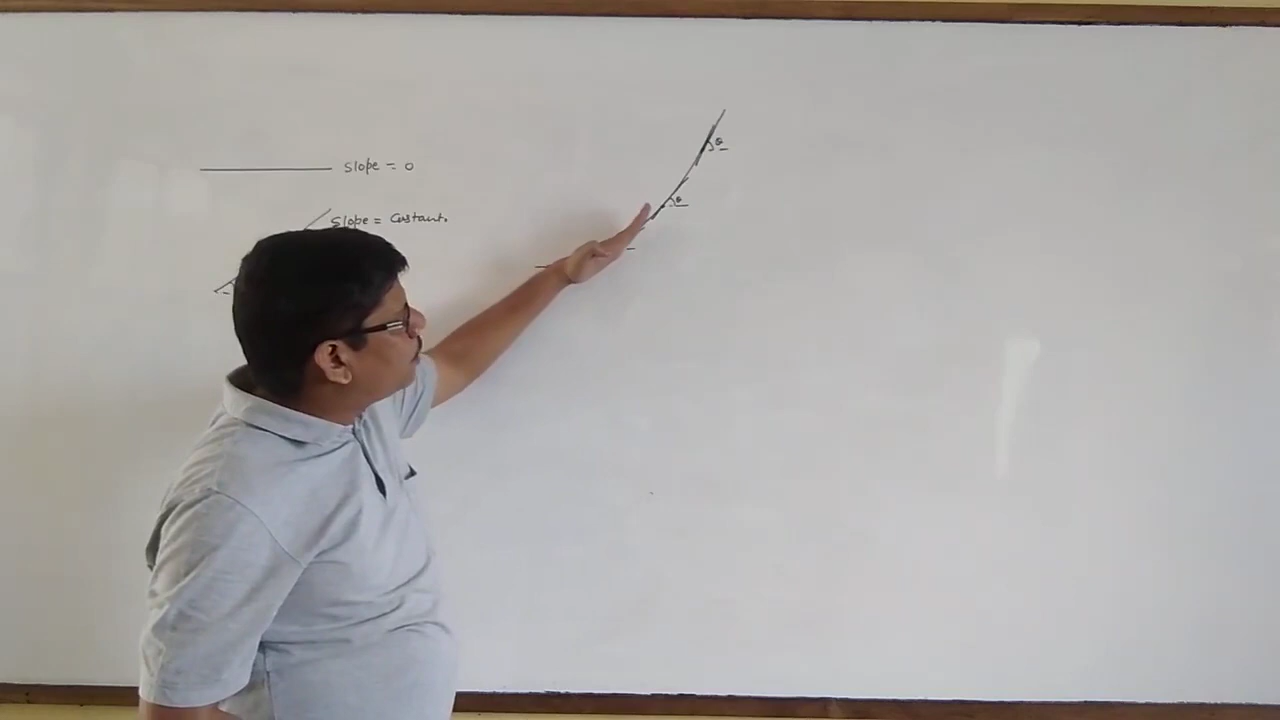 slope = 0
slope = Constant.
θ
θ